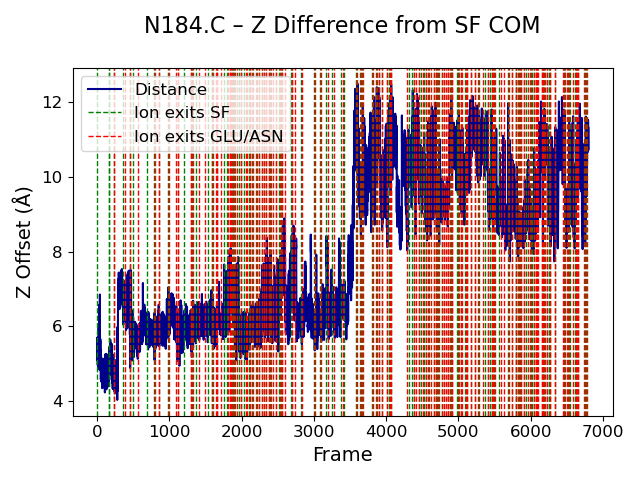 N184.C – Z Difference from SF COM
Distance
Ion exits SF
Ion exits GLU/ASN
Z Offset (Å)
12
10
8
6
4
0 1000 2000 3000 4000 5000 6000 7000
Frame